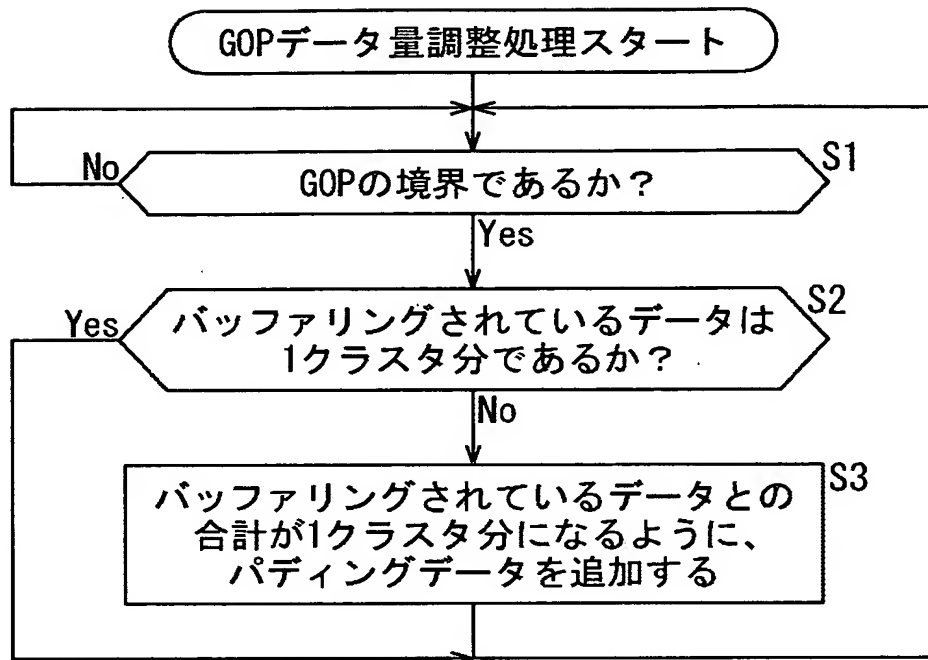 GOPデータ量調整処理スタート
S1
No
GOPの境界であるか？
Yes
S2
Yes
バッファリングされているデータは
1クラスタ分であるか？
No
S3
バッファリングされているデータとの
合計が1クラスタ分になるように、
パディングデータを追加する